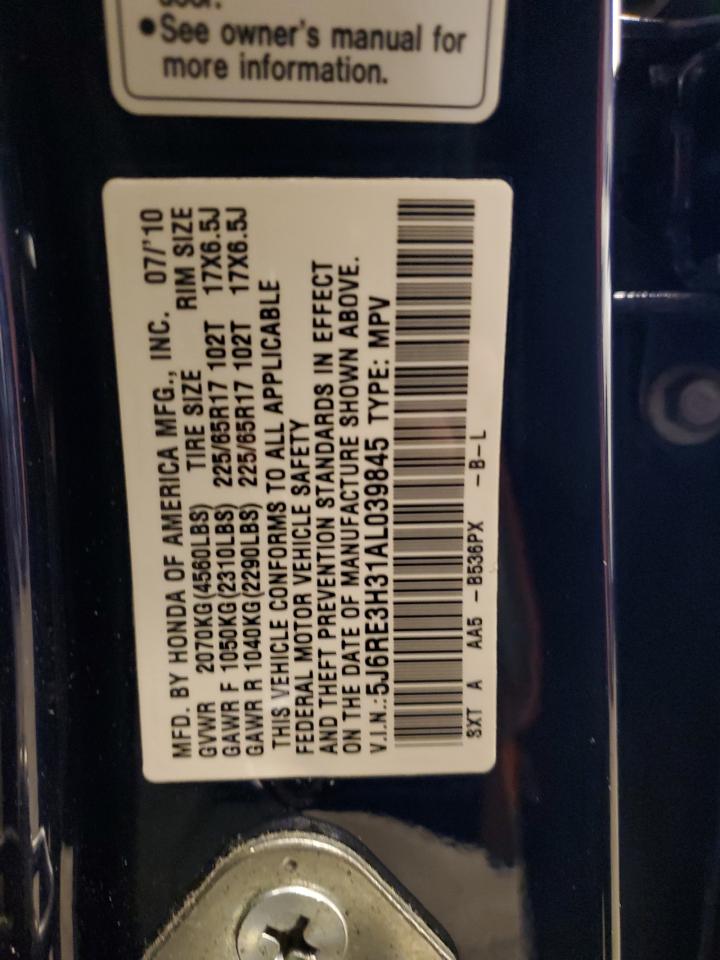 door.
•See owner's manual for
more information.
MFD. BY HONDA OF AMERICA MFG., INC. 07/'10
GVWR 2070KG(4560LBS) TIRE SIZE RIM SIZE
GAWR F 1050KG(2310LBS) 225/65R17 102T 17X6.5J
GAWR R 1040KG(2290LBS) 225/65R17 102T 17X6.5J
THIS VEHICLE CONFORMS TO ALL APPLICABLE
FEDERAL MOTOR VEHICLE SAFETY
AND THEFT PREVENTION STANDARDS IN EFFECT
ON THE DATE OF MANUFACTURE SHOWN ABOVE.
V.I.N.:5J6RE3H31AL039845 TYPE: MPV
SXT A AA5 -B536PX -B-L